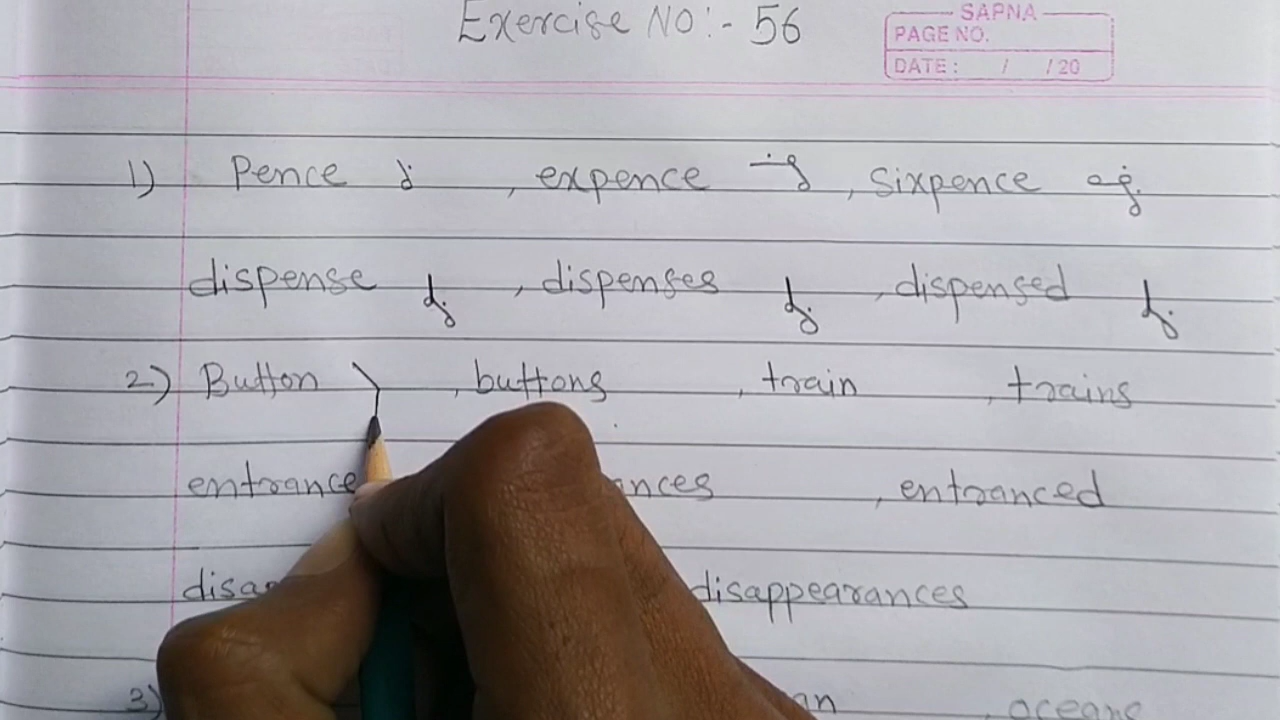 Exercise NO:- 56
SAPNA
PAGE NO.
DATE: / /20
1) Pence , expence , Sixpence
dispense , dispenses , dispensed
2) Button , buttons , train , trains
entrance , entranced
disappearances
3) , oceans